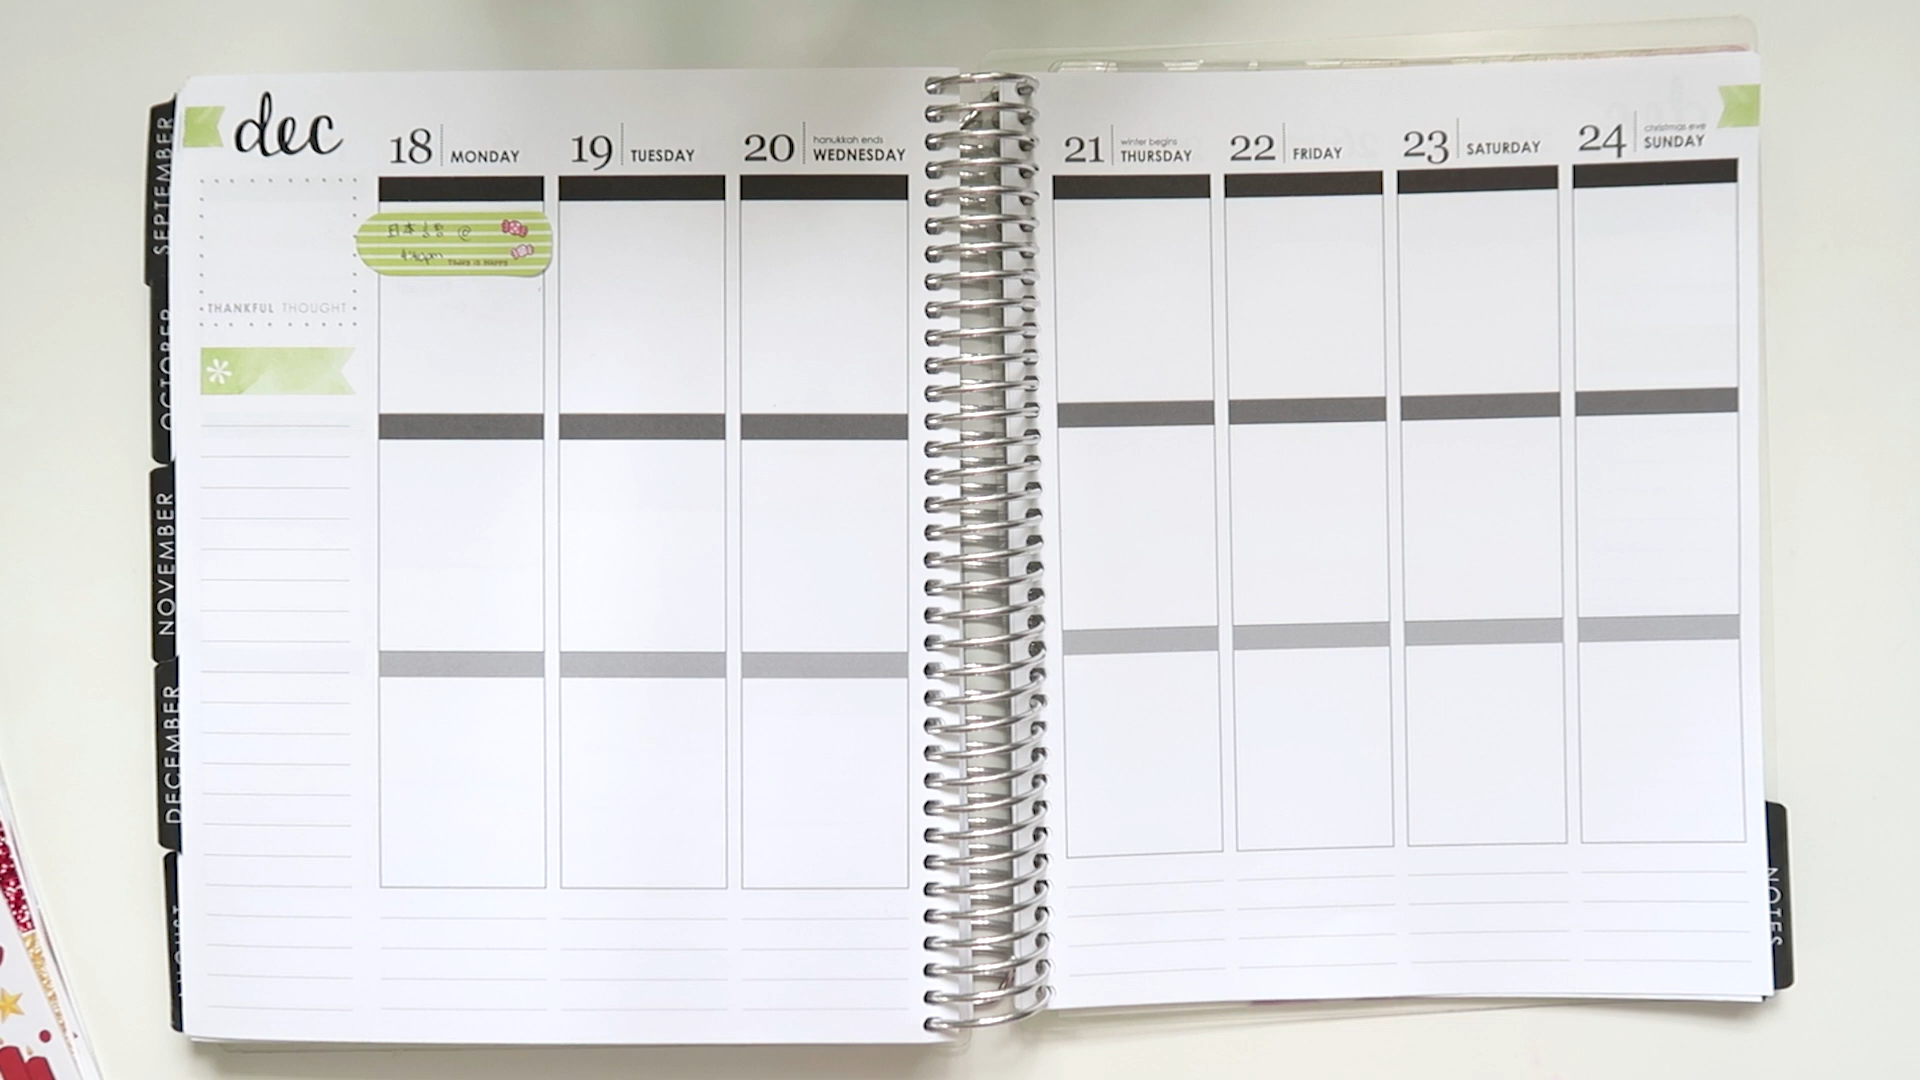 dec
18 MONDAY
19 TUESDAY
20 hanukkah ends WEDNESDAY
21 winter begins THURSDAY
22 FRIDAY
23 SATURDAY
24 christmas eve SUNDAY
日本語 @
THANKFUL THOUGHT
SEPTEMBER
OCTOBER
NOVEMBER
DECEMBER
NOTES